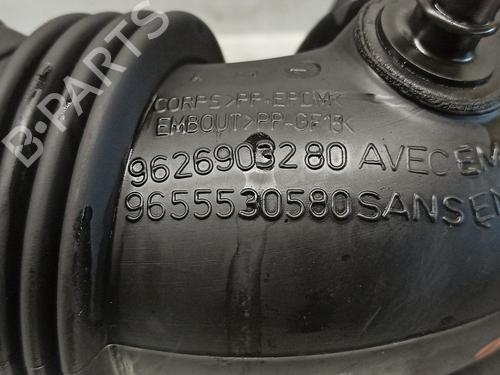 B-PARTS
CORPS>PP-EPDM<
EMBOUT>PP-GF15<
9626903280 AVEC EM
9655530580 SANS EM